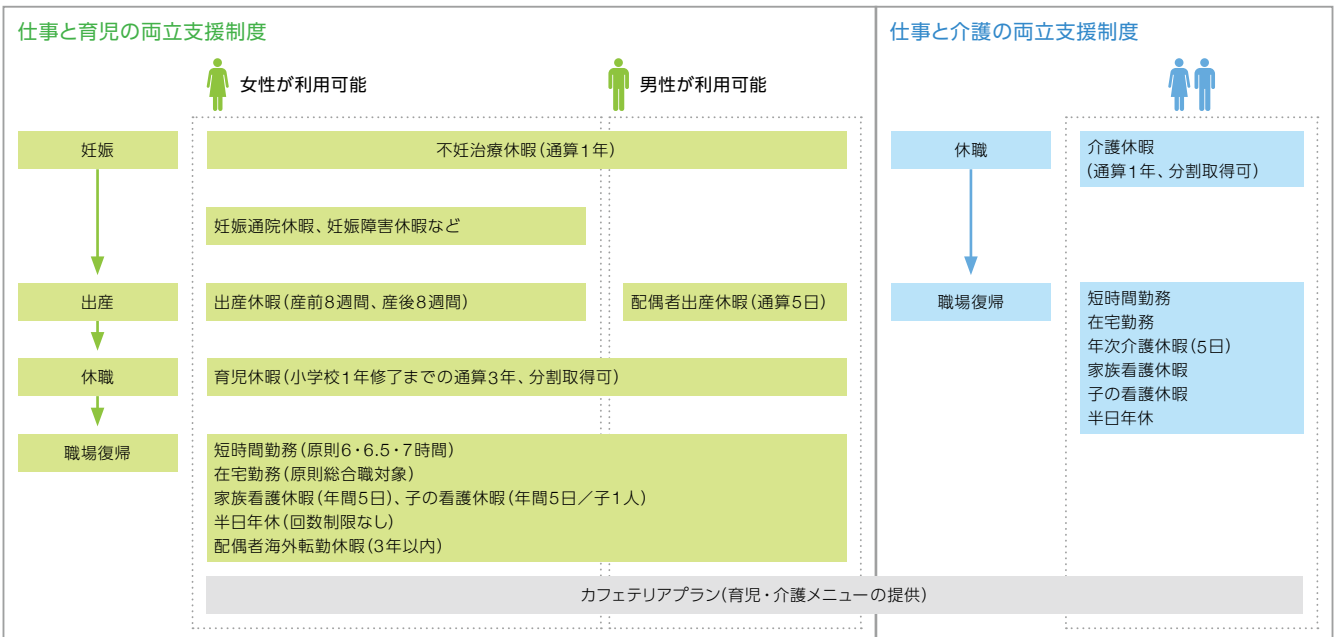 仕事と育児の両立支援制度
女性が利用可能
男性が利用可能
妊娠
不妊治療休暇(通算1年)
妊娠通院休暇、妊娠障害休暇など
出産
出産休暇(産前8週間、産後8週間)
配偶者出産休暇(通算5日)
休職
育児休暇(小学校1年修了までの通算3年、分割取得可)
職場復帰
短時間勤務(原則6・6.5・7時間)
在宅勤務(原則総合職対象)
家族看護休暇(年間5日)、子の看護休暇(年間5日／子1人)
半日年休(回数制限なし)
配偶者海外転勤休暇(3年以内)
仕事と介護の両立支援制度
休職
介護休暇
(通算1年、分割取得可)
職場復帰
短時間勤務
在宅勤務
年次介護休暇(5日)
家族看護休暇
子の看護休暇
半日年休
カフェテリアプラン(育児・介護メニューの提供)